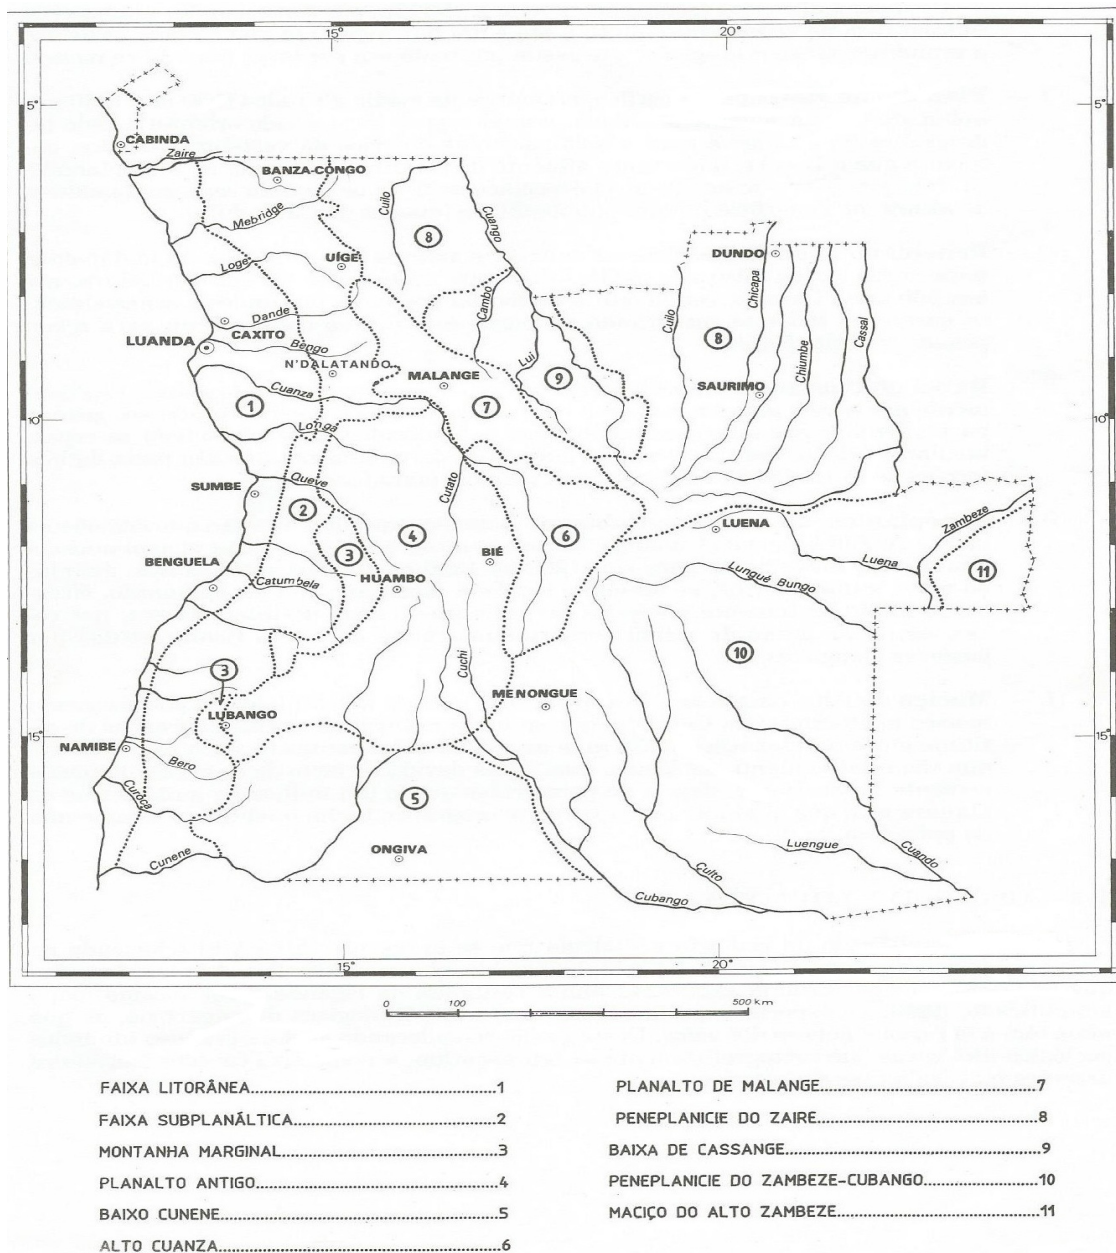 15°
20°
5°
5°
CABINDA
Zaire
BANZA-CONGO
Cuilo
Cuango
Mebridge
8
DUNDO
UÍGE
Loge
Chicapa
Cambo
Cuilo
Cassai
Dande
CAXITO
8
Chiumbe
LUANDA
Bengo
Lui
N'DALATANDO
MALANGE
9
SAURIMO
Cuanza
1
7
10°
10°
Longa
Cutato
Queve
SUMBE
2
Zambeze
LUENA
4
6
3
BIÉ
BENGUELA
Luena
11
HUAMBO
Catumbela
Lungué Bungo
10
Cuchi
3
MENONGUE
LUBANGO
NAMIBE
15°
15°
Bero
Curoca
5
Cunene
ONGIVA
Luengue
Cuando
Cuito
Cubango
15°
20°
0 100 500 km
FAIXA LITORÂNEA 1
FAIXA SUBPLANÁLTICA 2
MONTANHA MARGINAL 3
PLANALTO ANTIGO 4
BAIXO CUNENE 5
ALTO CUANZA 6
PLANALTO DE MALANGE 7
PENEPLANICIE DO ZAIRE 8
BAIXA DE CASSANGE 9
PENEPLANICIE DO ZAMBEZE-CUBANGO 10
MACIÇO DO ALTO ZAMBEZE 11